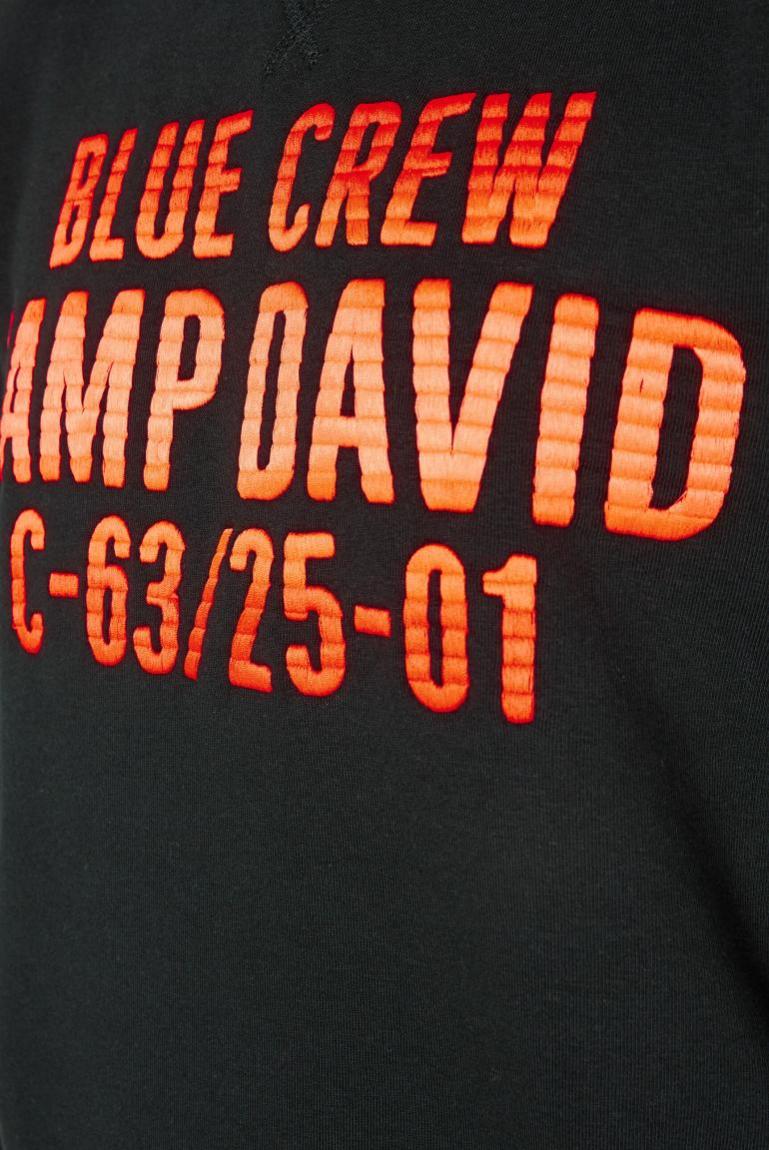 BLUE CREW
AMP DAVID
C-63/25-01